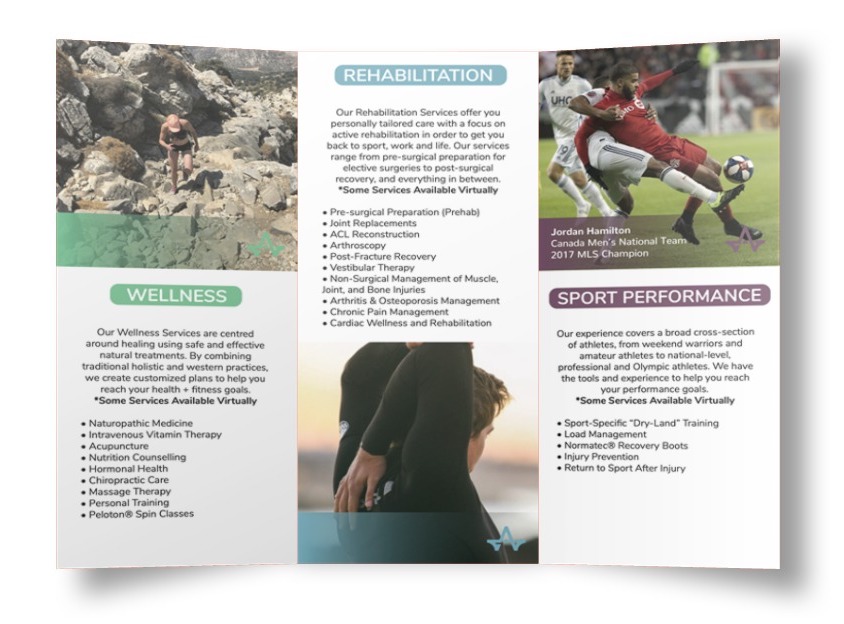 WELLNESS
Our Wellness Services are centred
around healing using safe and effective
natural treatments. By combining
traditional holistic and western practices,
we create customized plans to help you
reach your health + fitness goals.
*Some Services Available Virtually
• Naturopathic Medicine
• Intravenous Vitamin Therapy
• Acupuncture
• Nutrition Counselling
• Hormonal Health
• Chiropractic Care
• Massage Therapy
• Personal Training
• Peloton® Spin Classes
REHABILITATION
Our Rehabilitation Services offer you
personally tailored care with a focus on
active rehabilitation in order to get you
back to sport, work and life. Our services
range from pre-surgical preparation for
elective surgeries to post-surgical
recovery, and everything in between.
*Some Services Available Virtually
• Pre-surgical Preparation (Prehab)
• Joint Replacements
• ACL Reconstruction
• Arthroscopy
• Post-Fracture Recovery
• Vestibular Therapy
• Non-Surgical Management of Muscle,
Joint, and Bone Injuries
• Arthritis & Osteoporosis Management
• Chronic Pain Management
• Cardiac Wellness and Rehabilitation
UHC
Jordan Hamilton
Canada Men's National Team
2017 MLS Champion
SPORT PERFORMANCE
Our experience covers a broad cross-section
of athletes, from weekend warriors and
amateur athletes to national-level,
professional and Olympic athletes. We have
the tools and experience to help you reach
your performance goals.
*Some Services Available Virtually
• Sport-Specific “Dry-Land” Training
• Load Management
• Normatec® Recovery Boots
• Injury Prevention
• Return to Sport After Injury